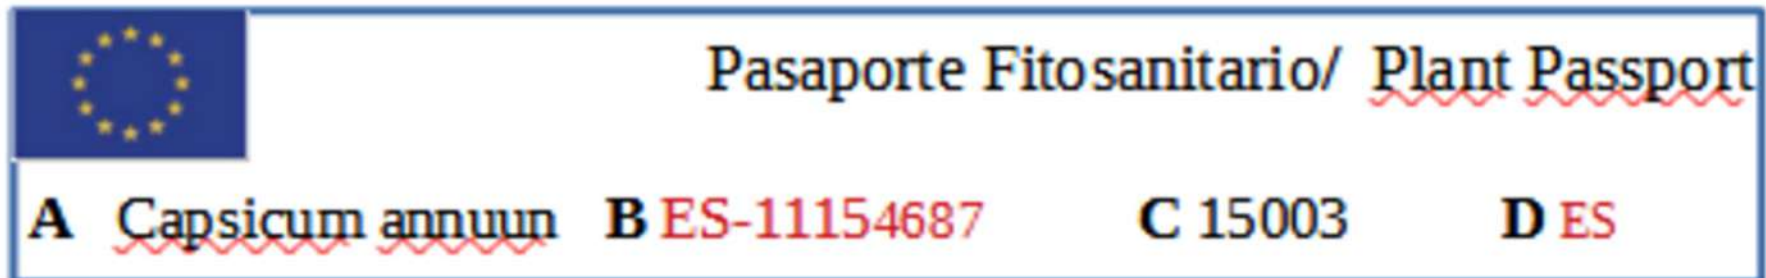 Pasaporte Fitosanitario/ Plant Passport
A Capsicum annuun B ES-11154687 C 15003 D ES